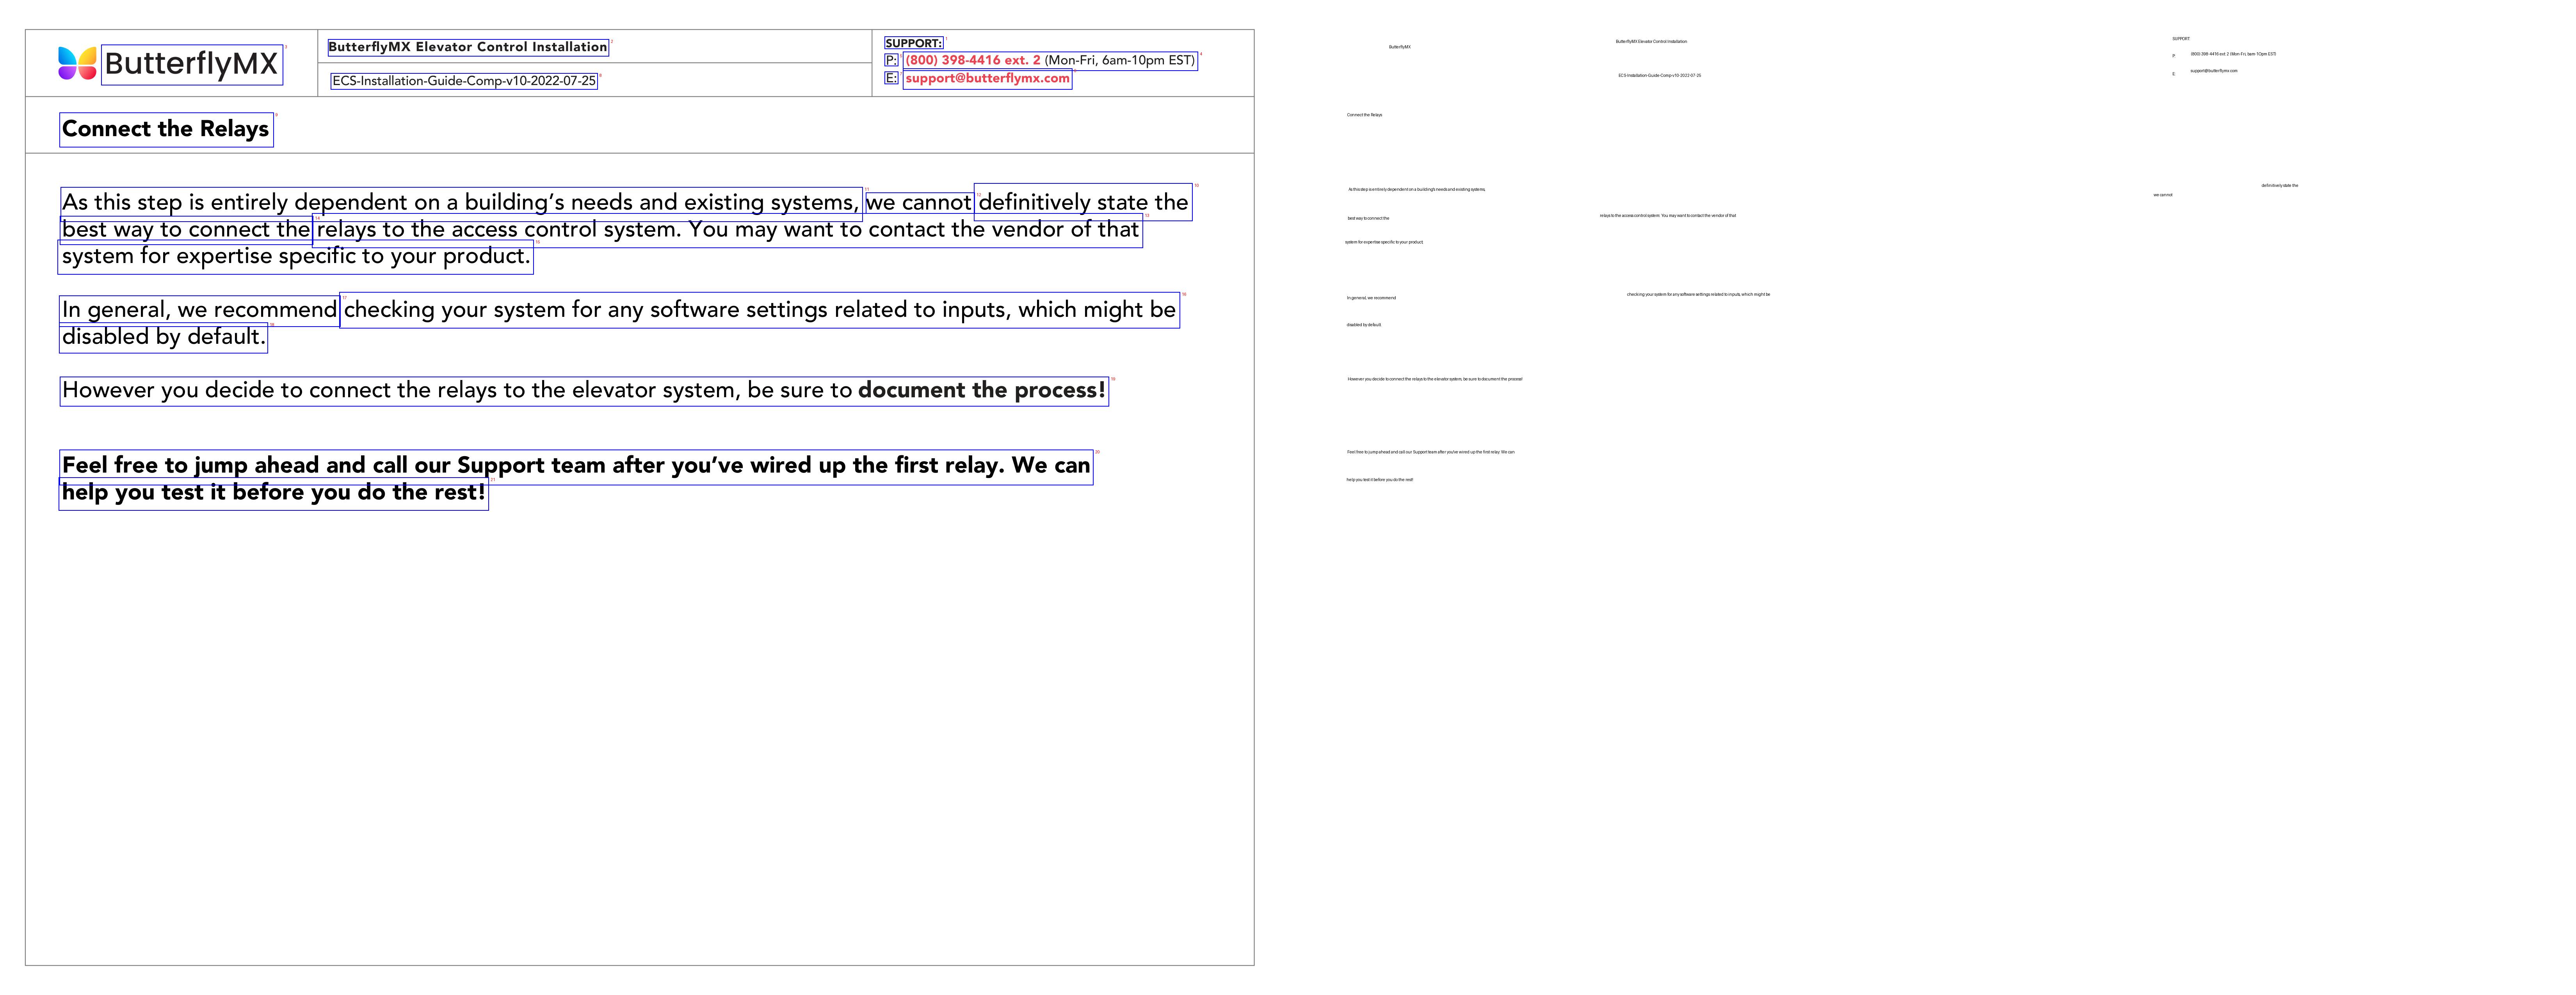 ButterflyMX
ButterflyMX Elevator Control Installation
ECS-Installation-Guide-Comp-v10-2022-07-25
SUPPORT:
P: (800) 398-4416 ext. 2 (Mon-Fri, 6am-10pm EST)
E: support@butterflymx.com
Connect the Relays
As this step is entirely dependent on a building’s needs and existing systems, we cannot definitively state the
best way to connect the relays to the access control system. You may want to contact the vendor of that
system for expertise specific to your product.
In general, we recommend checking your system for any software settings related to inputs, which might be
disabled by default.
However you decide to connect the relays to the elevator system, be sure to document the process!
Feel free to jump ahead and call our Support team after you’ve wired up the first relay. We can
help you test it before you do the rest!
ButterflyMX
ButterflyMX Elevator Control Installation
ECS-Installation-Guide-Comp-v10-2022-07-25
SUPPORT:
P:
(800) 398-4416 ext. 2 (Mon-Fri, 6am-10pm EST)
E:
support@butterflymx.com
Connect the Relays
As this step is entirely dependent on a building's needs and existing systems,
we cannot
definitively state the
best way to connect the
relays to the access control system. You may want to contact the vendor of that
system for expertise specific to your product.
In general, we recommend
checking your system for any software settings related to inputs, which might be
disabled by default.
However you decide to connect the relays to the elevator system, be sure to document the process!
Feel free to jump ahead and call our Support team after you've wired up the first relay. We can
help you test it before you do the rest!